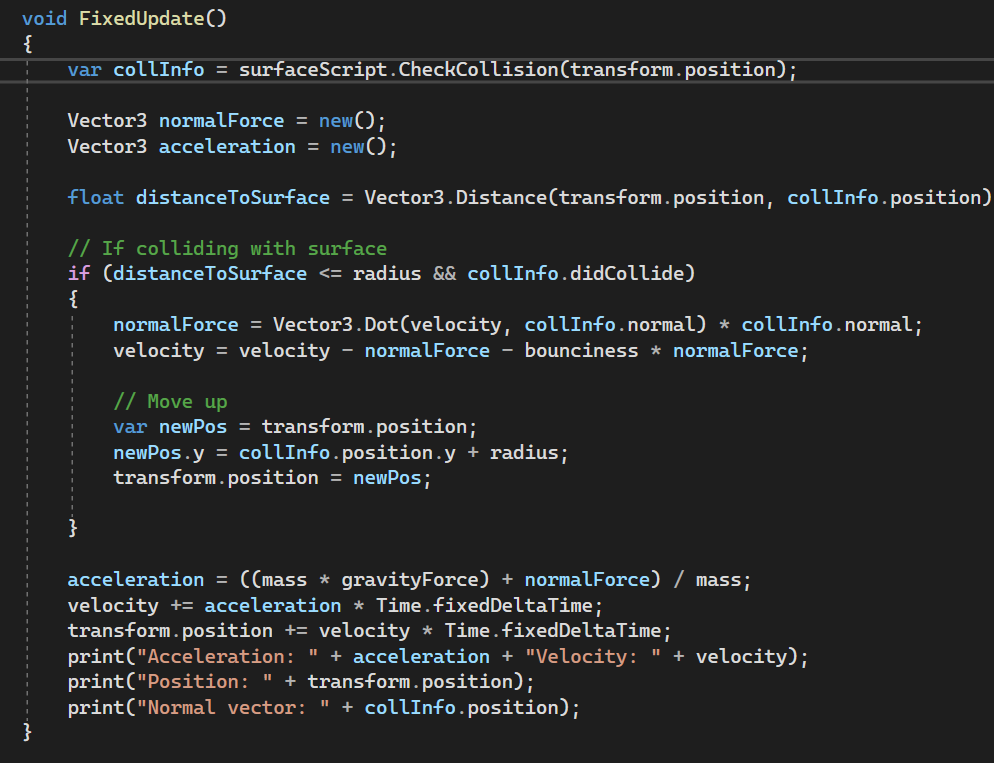 void FixedUpdate()
{
    var collInfo = surfaceScript.CheckCollision(transform.position);

    Vector3 normalForce = new();
    Vector3 acceleration = new();

    float distanceToSurface = Vector3.Distance(transform.position, collInfo.position)

    // If colliding with surface
    if (distanceToSurface <= radius && collInfo.didCollide)
    {
        normalForce = Vector3.Dot(velocity, collInfo.normal) * collInfo.normal;
        velocity = velocity - normalForce - bounciness * normalForce;

        // Move up
        var newPos = transform.position;
        newPos.y = collInfo.position.y + radius;
        transform.position = newPos;

    }

    acceleration = ((mass * gravityForce) + normalForce) / mass;
    velocity += acceleration * Time.fixedDeltaTime;
    transform.position += velocity * Time.fixedDeltaTime;
    print("Acceleration: " + acceleration + "Velocity: " + velocity);
    print("Position: " + transform.position);
    print("Normal vector: " + collInfo.position);
}